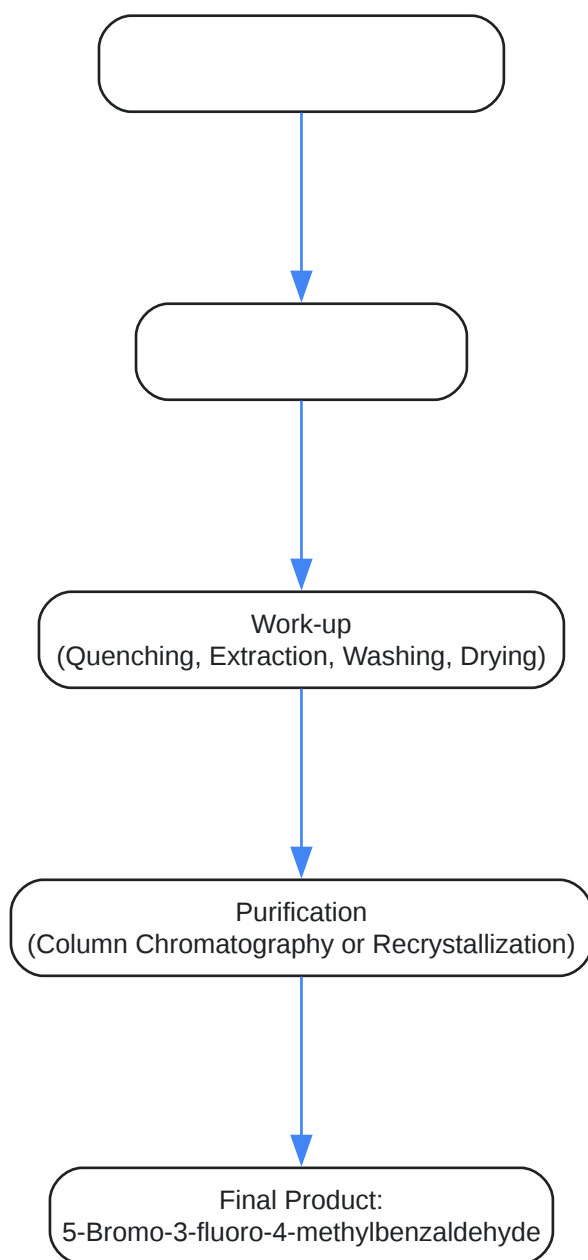 Work-up
(Quenching, Extraction, Washing, Drying)
Purification
(Column Chromatography or Recrystallization)
Final Product:
5-Bromo-3-fluoro-4-methylbenzaldehyde